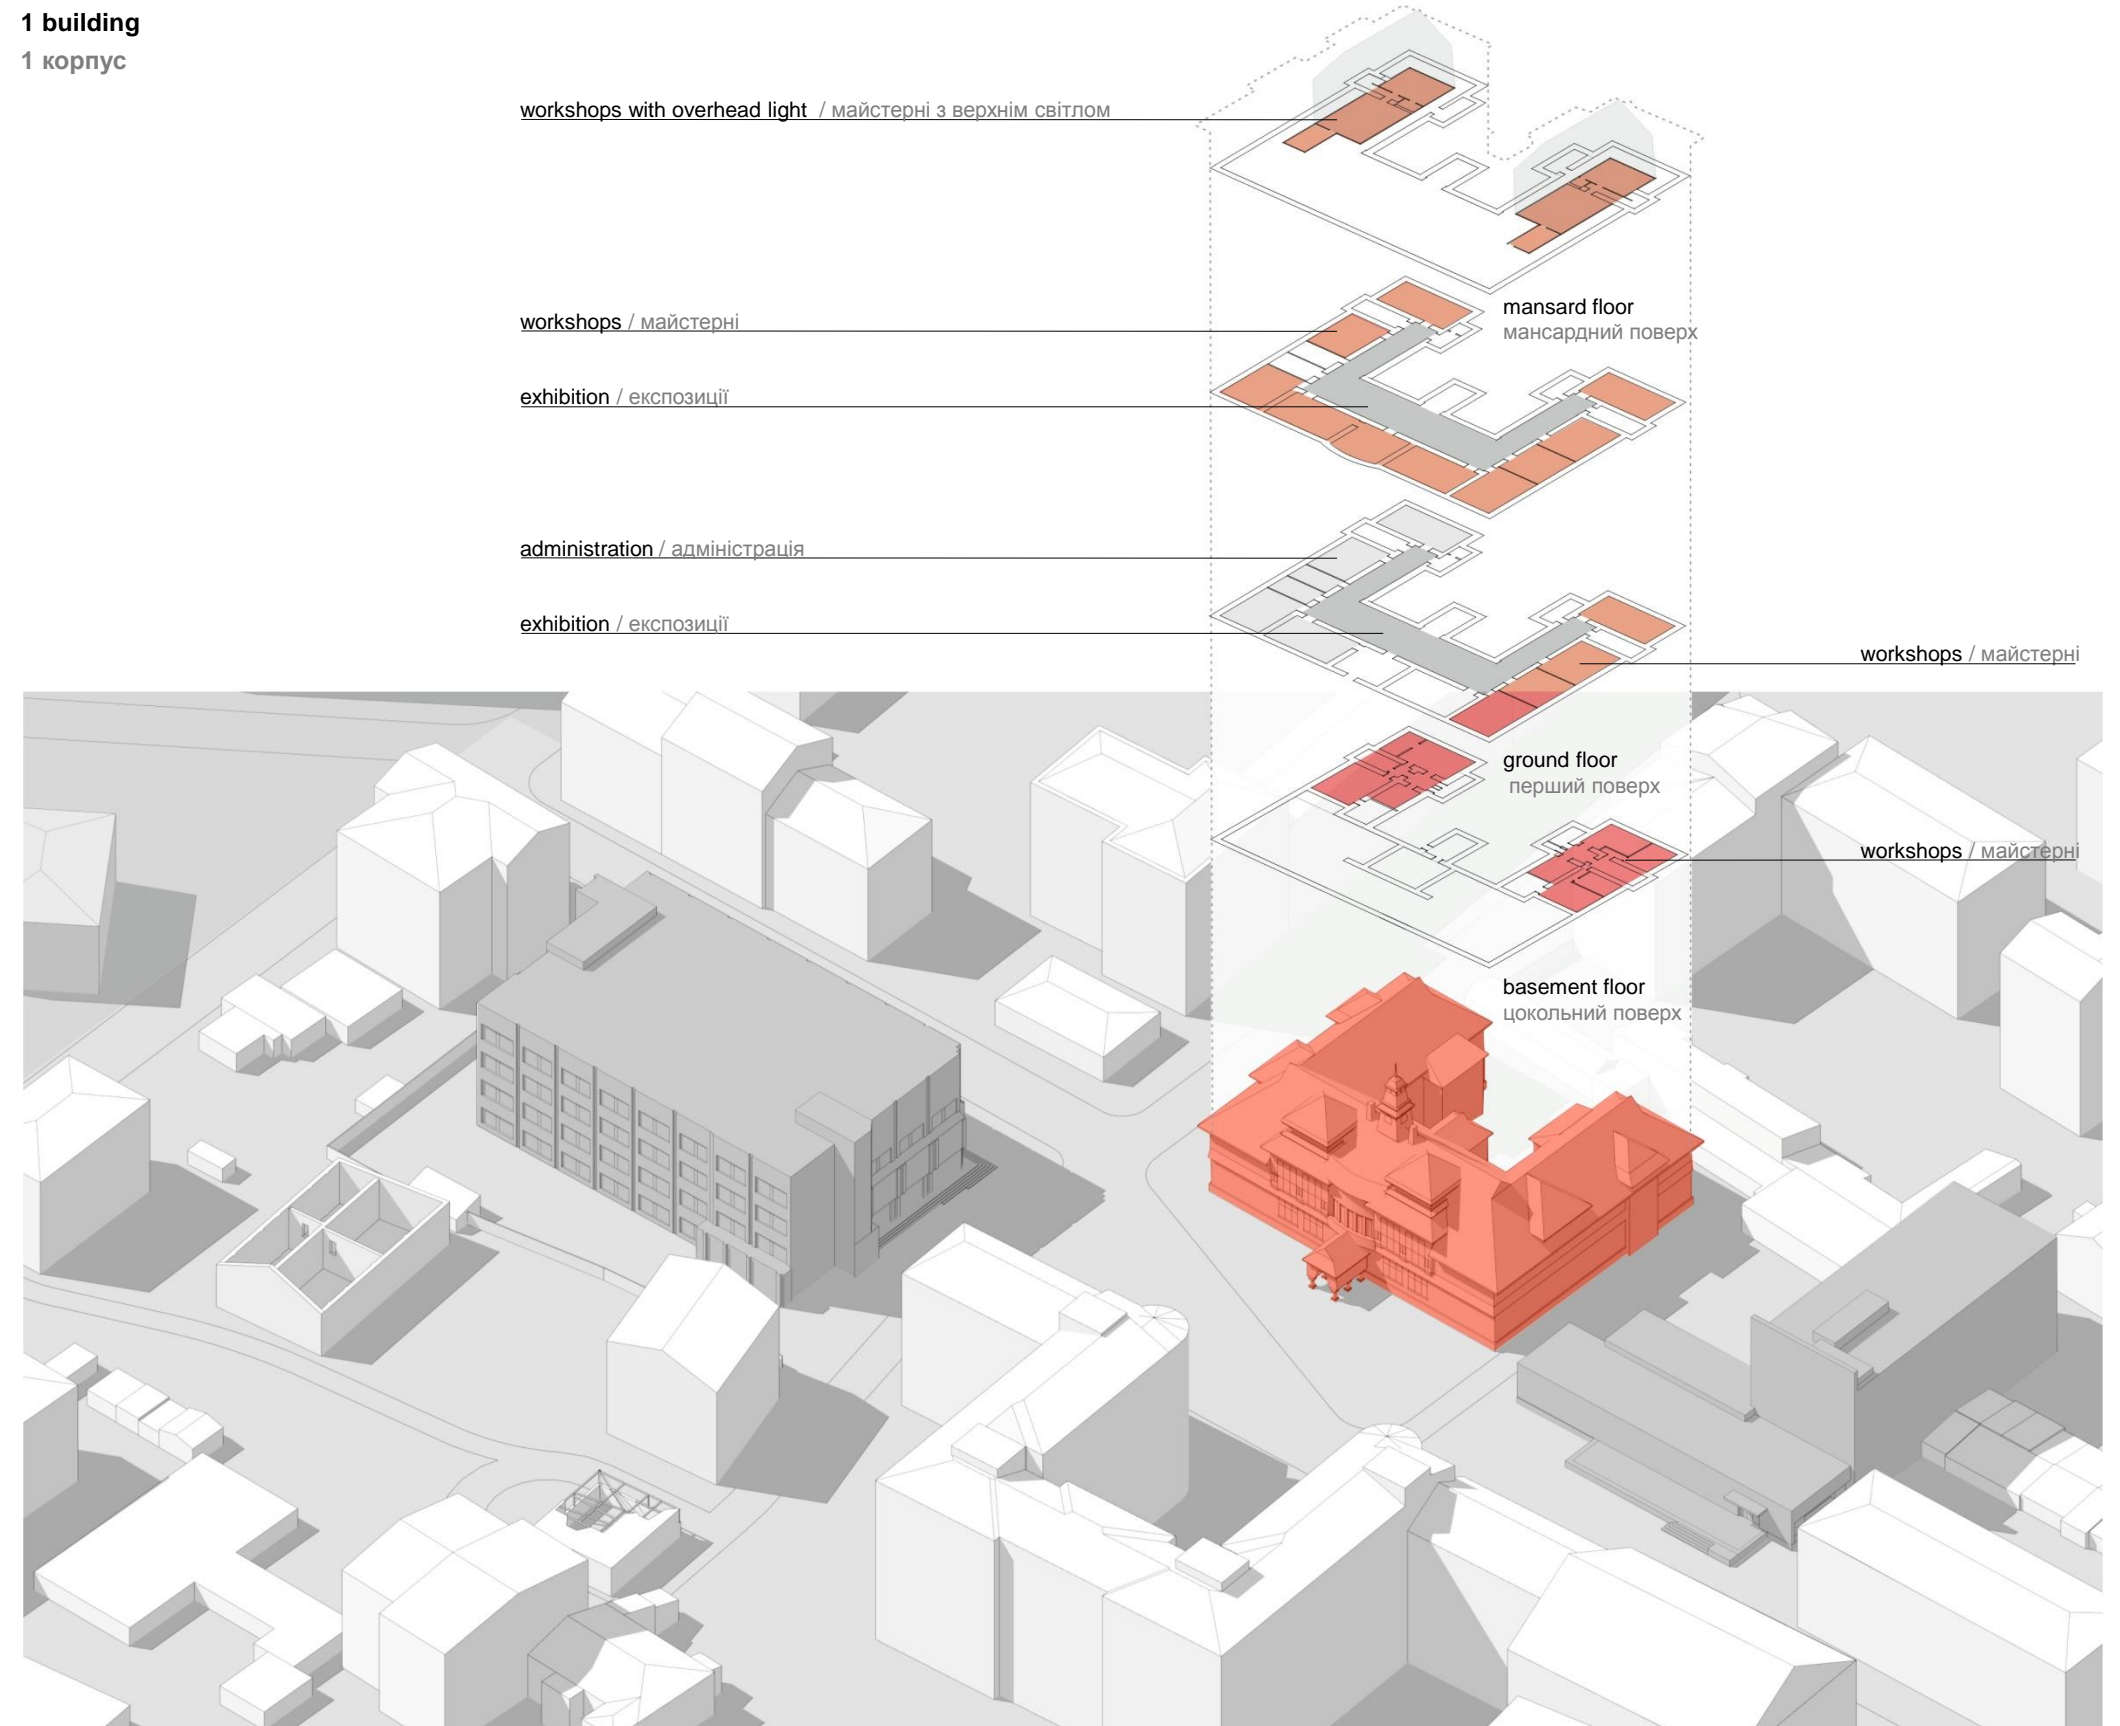 1 building
1 корпус
workshops with overhead light / майстерні з верхнім світлом
mansard floor
мансардний поверх
workshops / майстерні
exhibition / експозиції
administration / адміністрація
exhibition / експозиції
workshops / майстерні
ground floor
перший поверх
workshops / майстерні
basement floor
цокольний поверх